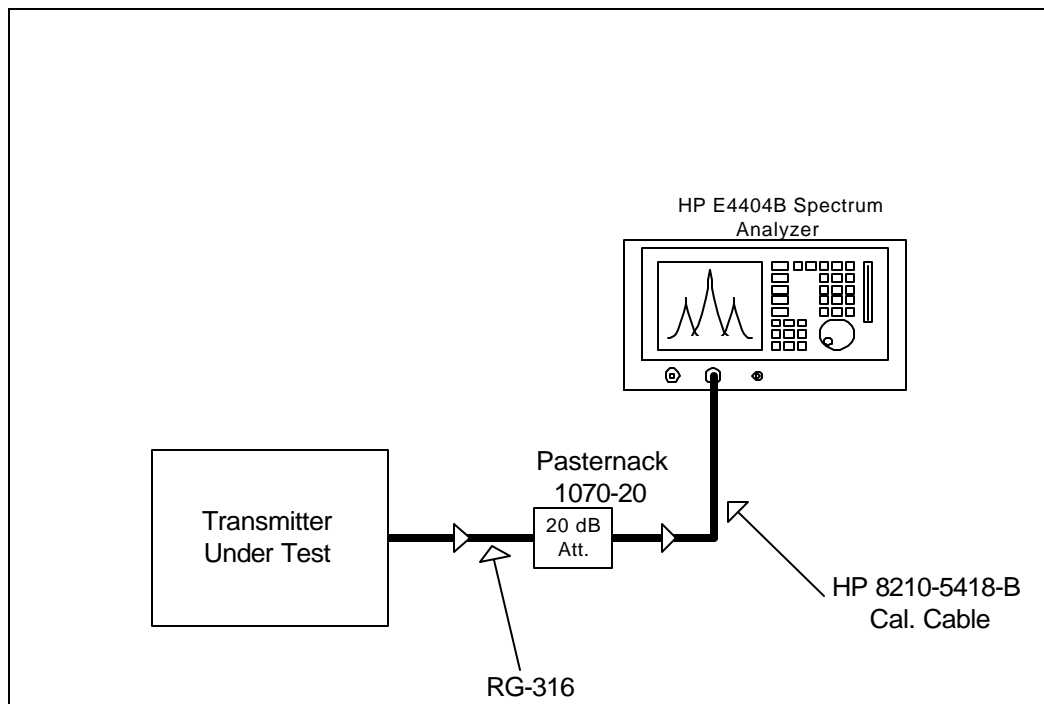 HP E4404B Spectrum
Analyzer
Pasternack
1070-20
Transmitter
Under Test
20 dB
Att.
HP 8210-5418-B
Cal. Cable
RG-316